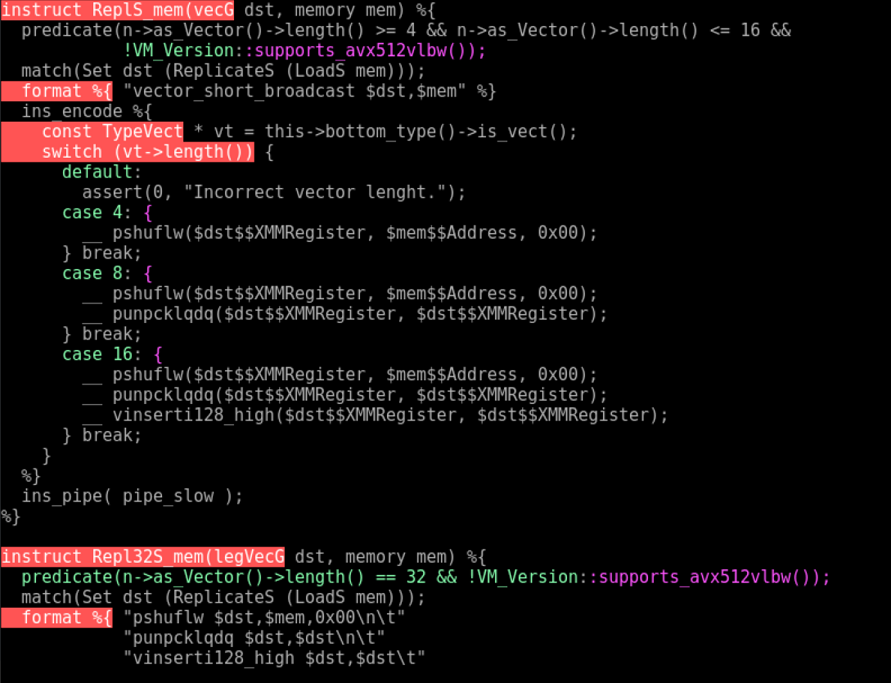 instruct ReplS_mem(vecG dst, memory mem) %{
  predicate(n->as_Vector()->length() >= 4 && n->as_Vector()->length() <= 16 &&
            !VM_Version::supports_avx512vlbw());
  match(Set dst (ReplicateS (LoadS mem)));
  format %{ "vector_short_broadcast $dst,$mem" %}
  ins_encode %{
    const TypeVect * vt = this->bottom_type()->is_vect();
    switch (vt->length()) {
      default:
        assert(0, "Incorrect vector lenght.");
      case 4: {
        __ pshuflw($dst$$XMMRegister, $mem$$Address, 0x00);
      } break;
      case 8: {
        __ pshuflw($dst$$XMMRegister, $mem$$Address, 0x00);
        __ punpcklqdq($dst$$XMMRegister, $dst$$XMMRegister);
      } break;
      case 16: {
        __ pshuflw($dst$$XMMRegister, $mem$$Address, 0x00);
        __ punpcklqdq($dst$$XMMRegister, $dst$$XMMRegister);
        __ vinserti128_high($dst$$XMMRegister, $dst$$XMMRegister);
      } break;
    }
  %}
  ins_pipe( pipe_slow );
%}
instruct Repl32S_mem(legVecG dst, memory mem) %{
  predicate(n->as_Vector()->length() == 32 && !VM_Version::supports_avx512vlbw());
  match(Set dst (ReplicateS (LoadS mem)));
  format %{ "pshuflw $dst,$mem,0x00\n\t"
            "punpcklqdq $dst,$dst\n\t"
            "vinserti128_high $dst,$dst\t"